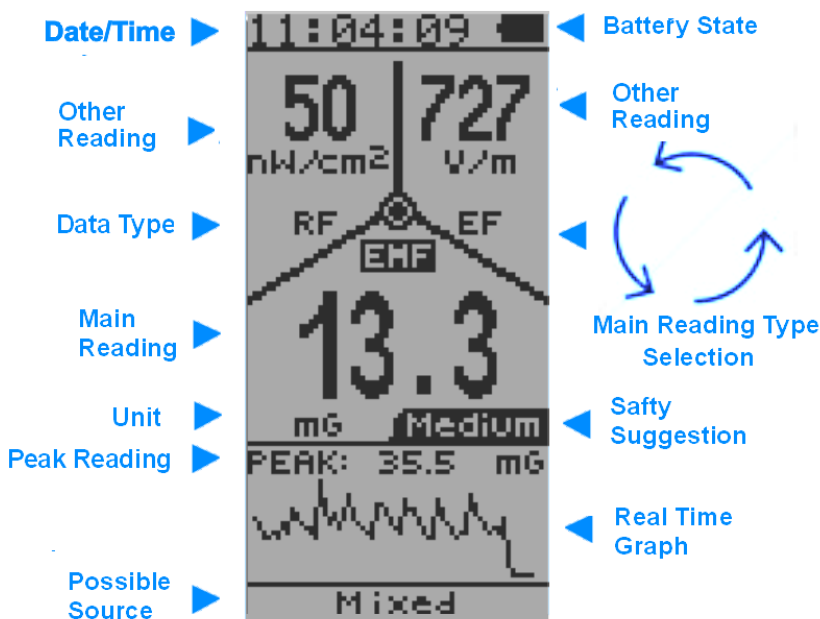 Date/Time
11:04:09
Battery State
50
727
Other
Reading
Other
Reading
nW/cm²
V/m
Data Type
RF
EF
EMF
Main
Reading
13.3
Main Reading Type
Selection
Unit
mG
Medium
Safty
Suggestion
Peak Reading
PEAK: 35.5 mG
Real Time
Graph
Possible
Source
Mixed